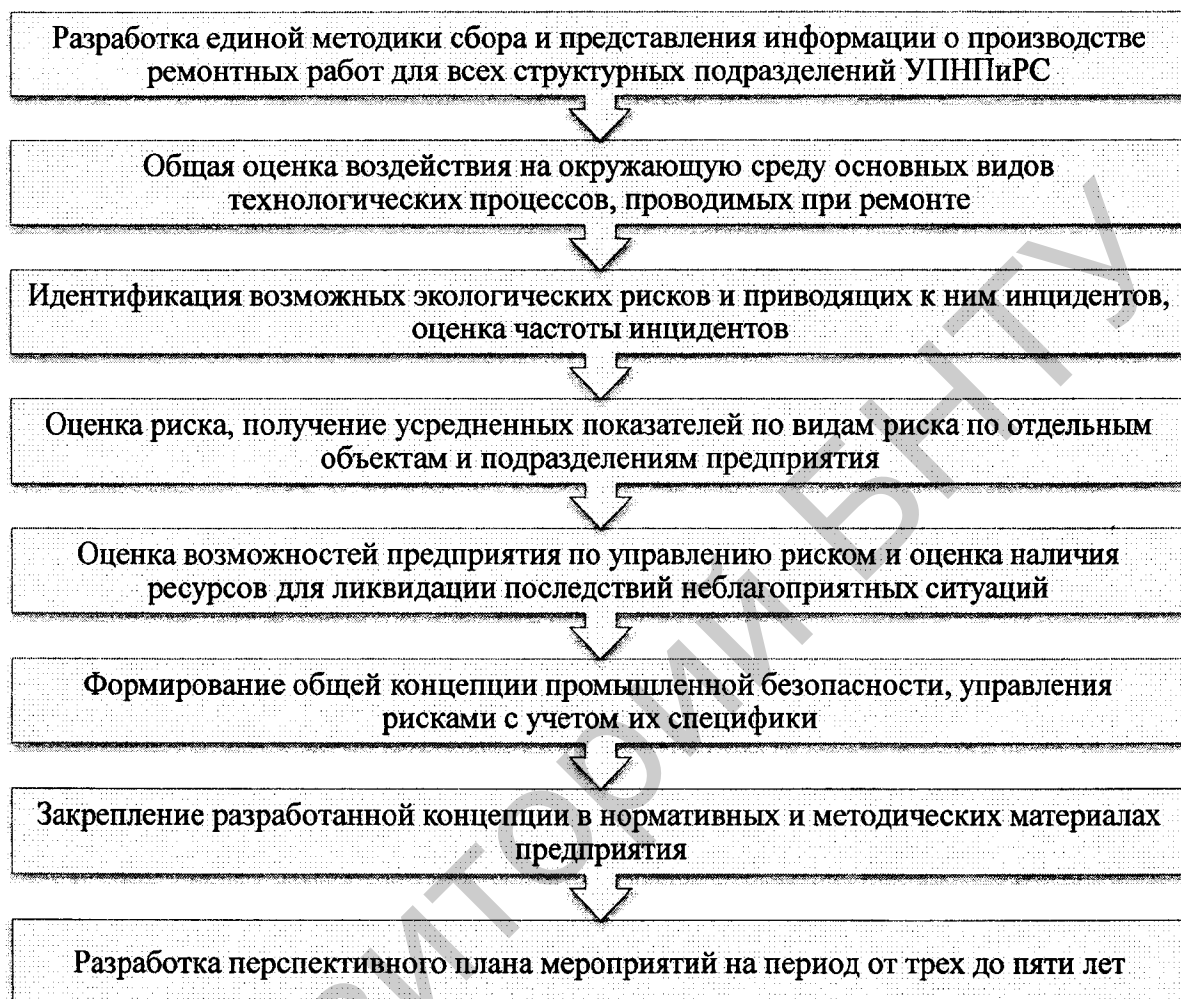 Разработка единой методики сбора и представления информации о производстве
ремонтных работ для всех структурных подразделений УПНПиРС
Общая оценка воздействия на окружающую среду основных видов
технологических процессов, проводимых при ремонте
Идентификация возможных экологических рисков и приводящих к ним инцидентов,
оценка частоты инцидентов
Оценка риска, получение усредненных показателей по видам риска по отдельным
объектам и подразделениям предприятия
Оценка возможностей предприятия по управлению риском и оценка наличия
ресурсов для ликвидации последствий неблагоприятных ситуаций
Формирование общей концепции промышленной безопасности, управления
рисками с учетом их специфики
Закрепление разработанной концепции в нормативных и методических материалах
предприятия
Разработка перспективного плана мероприятий на период от трех до пяти лет
иторий БНТУ